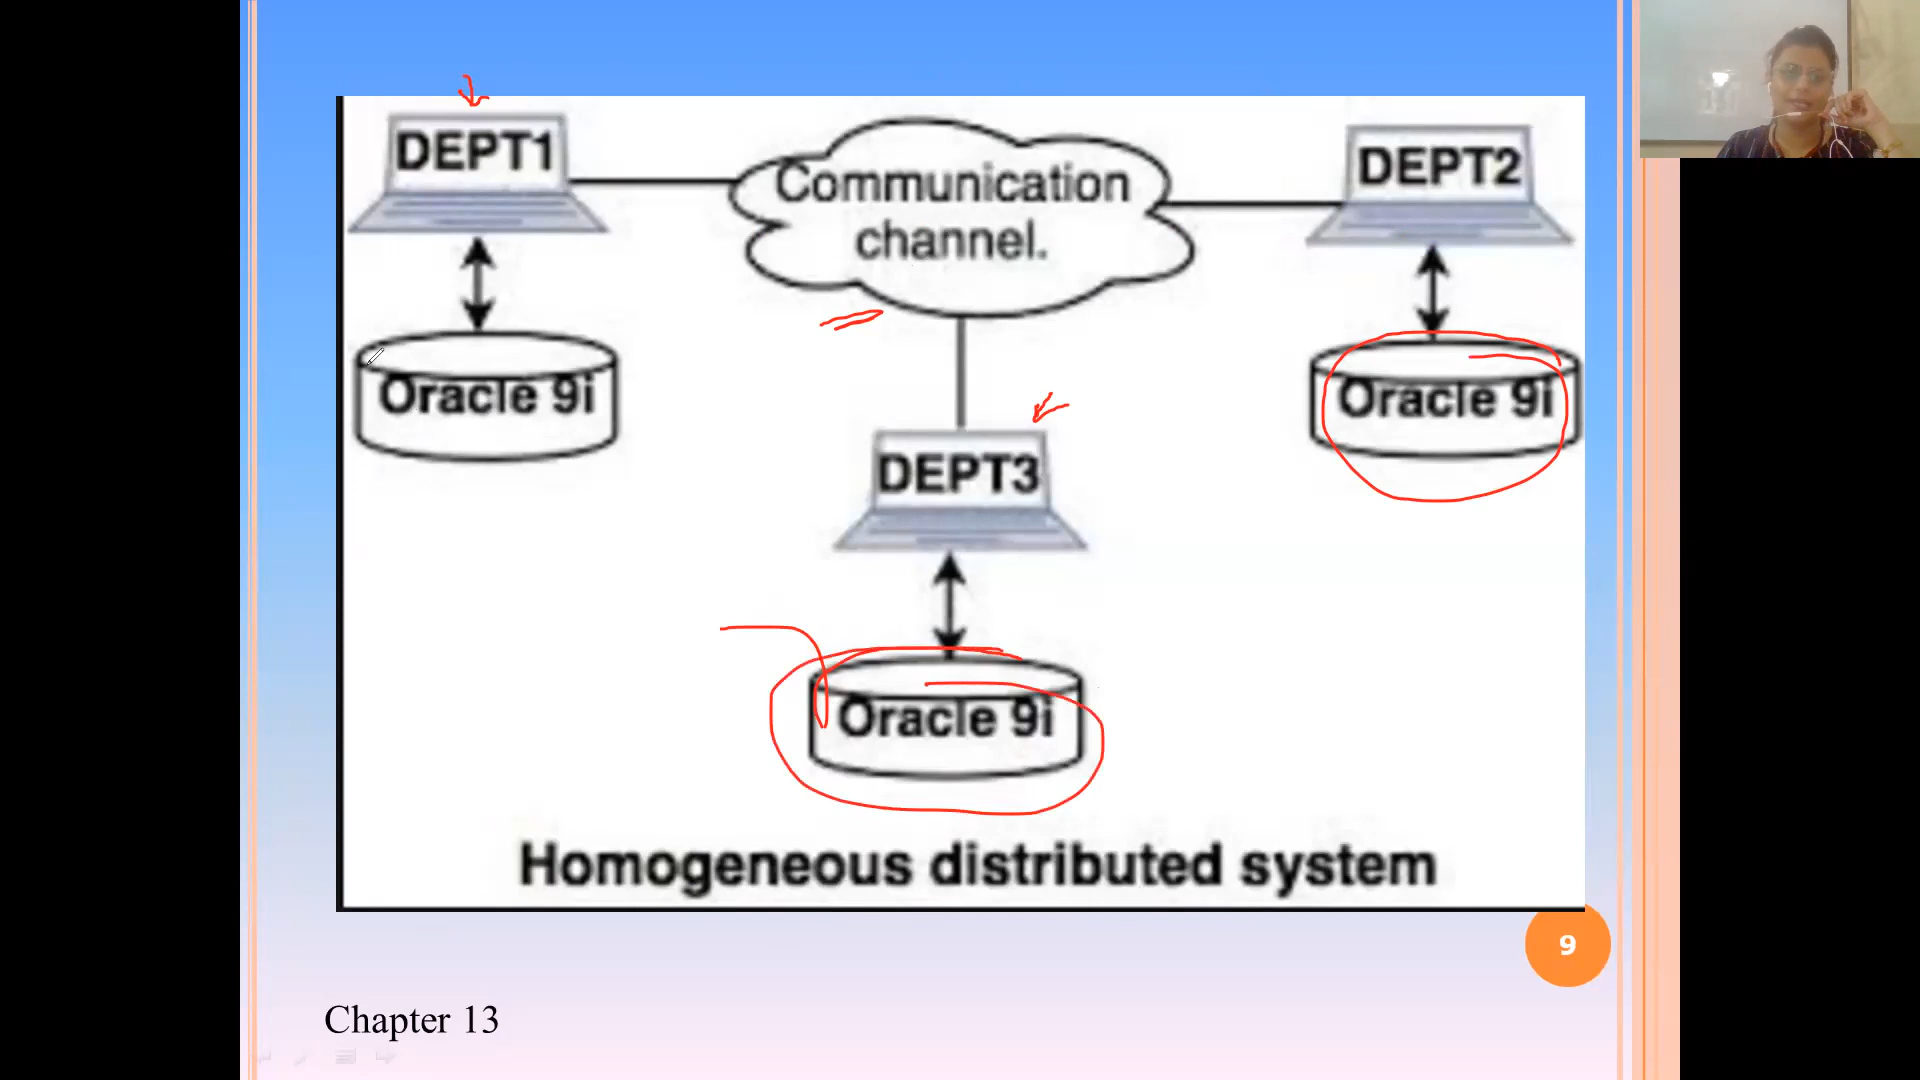 DEPT1
Communication
channel.
DEPT2
Oracle 9i
Oracle 9i
DEPT3
Oracle 9i
Homogeneous distributed system
9
Chapter 13